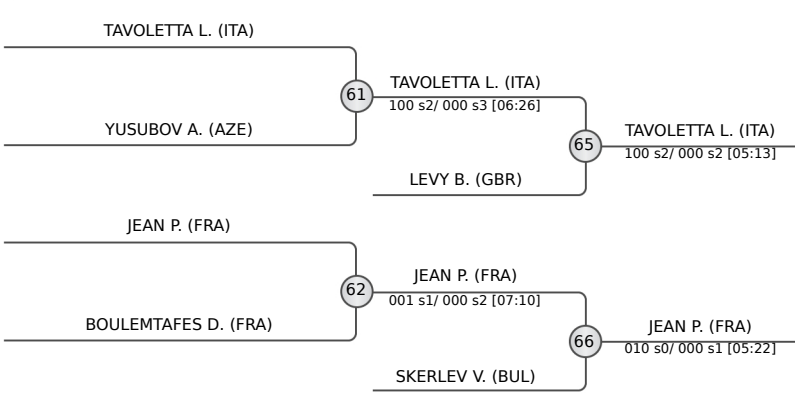 TAVOLETTA L. (ITA)
61
TAVOLETTA L. (ITA)
100 s2/ 000 s3 [06:26]
YUSUBOV A. (AZE)
65
TAVOLETTA L. (ITA)
100 s2/ 000 s2 [05:13]
LEVY B. (GBR)
JEAN P. (FRA)
62
JEAN P. (FRA)
001 s1/ 000 s2 [07:10]
BOULEMTAFES D. (FRA)
66
JEAN P. (FRA)
010 s0/ 000 s1 [05:22]
SKERLEV V. (BUL)